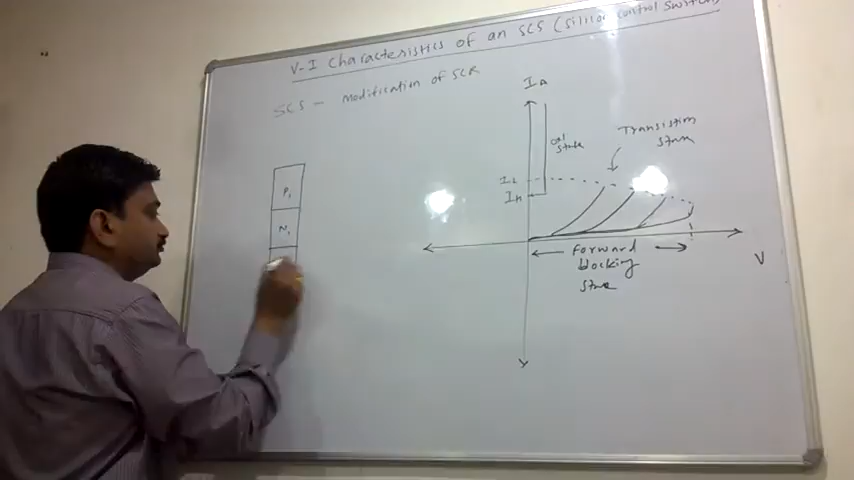 V-I Characteristics of an SCS (Silicon Control Switch)
SCS - Modification of SCR
P1
N1
IA
on state
Transistion
state
IL
IH
Forward
blocking
state
V